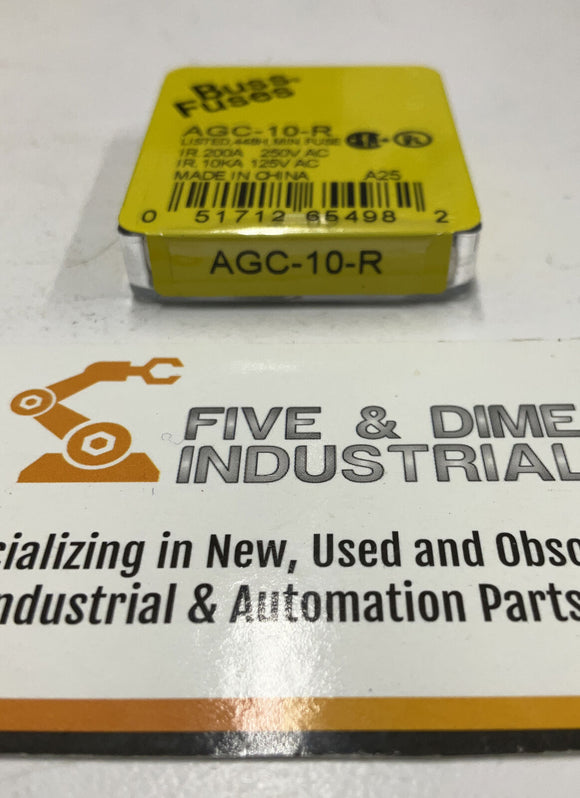 Buss-
Fuses
AGC-10-R
LISTED, 448H, MIN. FUSE
IR. 200A 250V AC
IR. 10KA 125V AC
MADE IN CHINA A25
0 51712 65498 2
AGC-10-R
FIVE & DIME
INDUSTRIAL
cializing in New, Used and Obso
ndustrial & Automation Parts